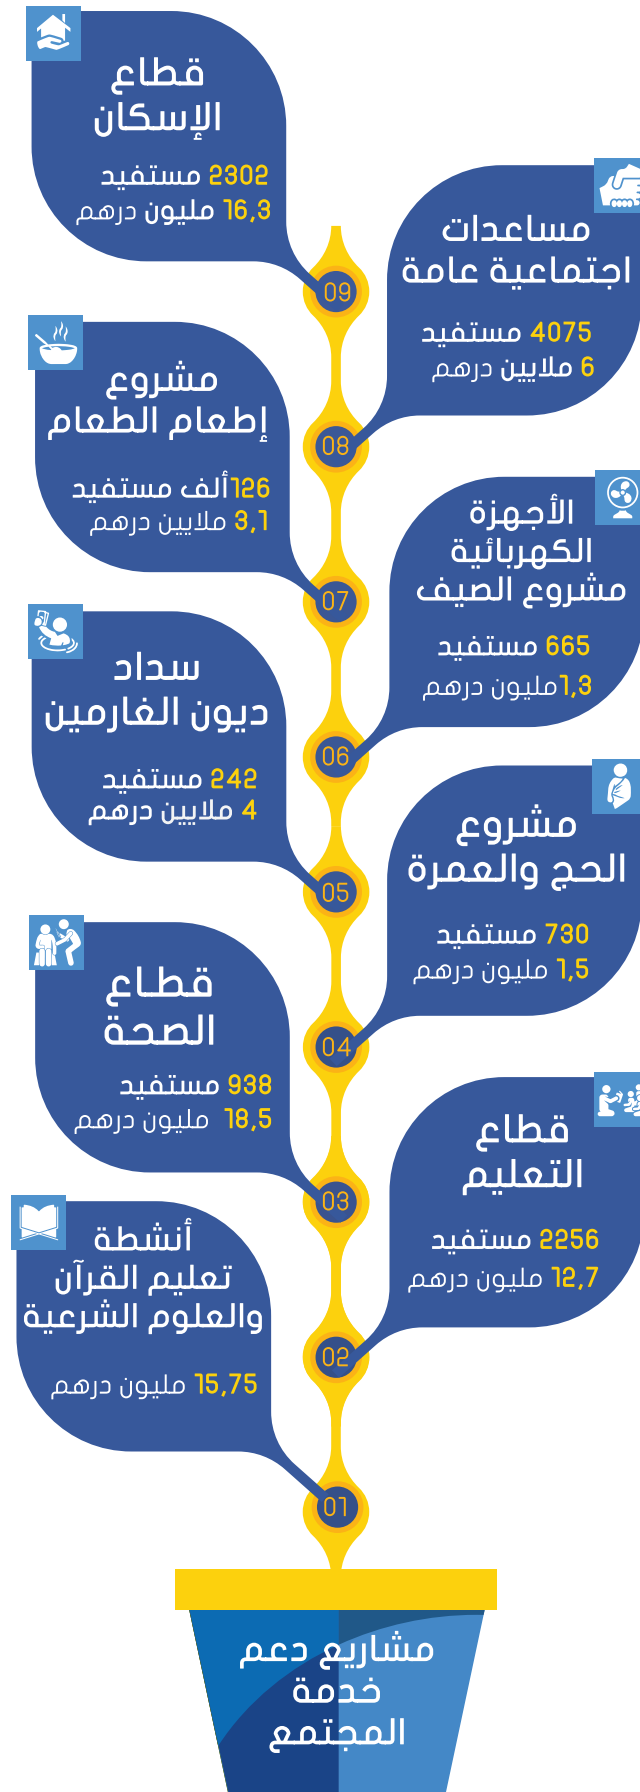 قطاع
الإسكان
2302 مستفيد
16,3 مليون درهم
09
مساعدات
اجتماعية عامة
4075 مستفيد
6 ملايين درهم
08
مشروع
إطعام الطعام
126ألف مستفيد
3,1 ملايين درهم
07
الأجهزة
الكهربائية
مشروع الصيف
665 مستفيد
1,3مليون درهم
06
سداد
ديون الغارمين
242 مستفيد
4 ملايين درهم
05
مشروع
الحج والعمرة
730 مستفيد
1,5 مليون درهم
04
قطاع
الصحة
938 مستفيد
18,5 مليون درهم
03
قطاع
التعليم
2256 مستفيد
12,7 مليون درهم
02
أنشطة
تعليم القرآن
والعلوم الشرعية
15,75 مليون درهم
01
مشاريع دعم
خدمة
المجتمع